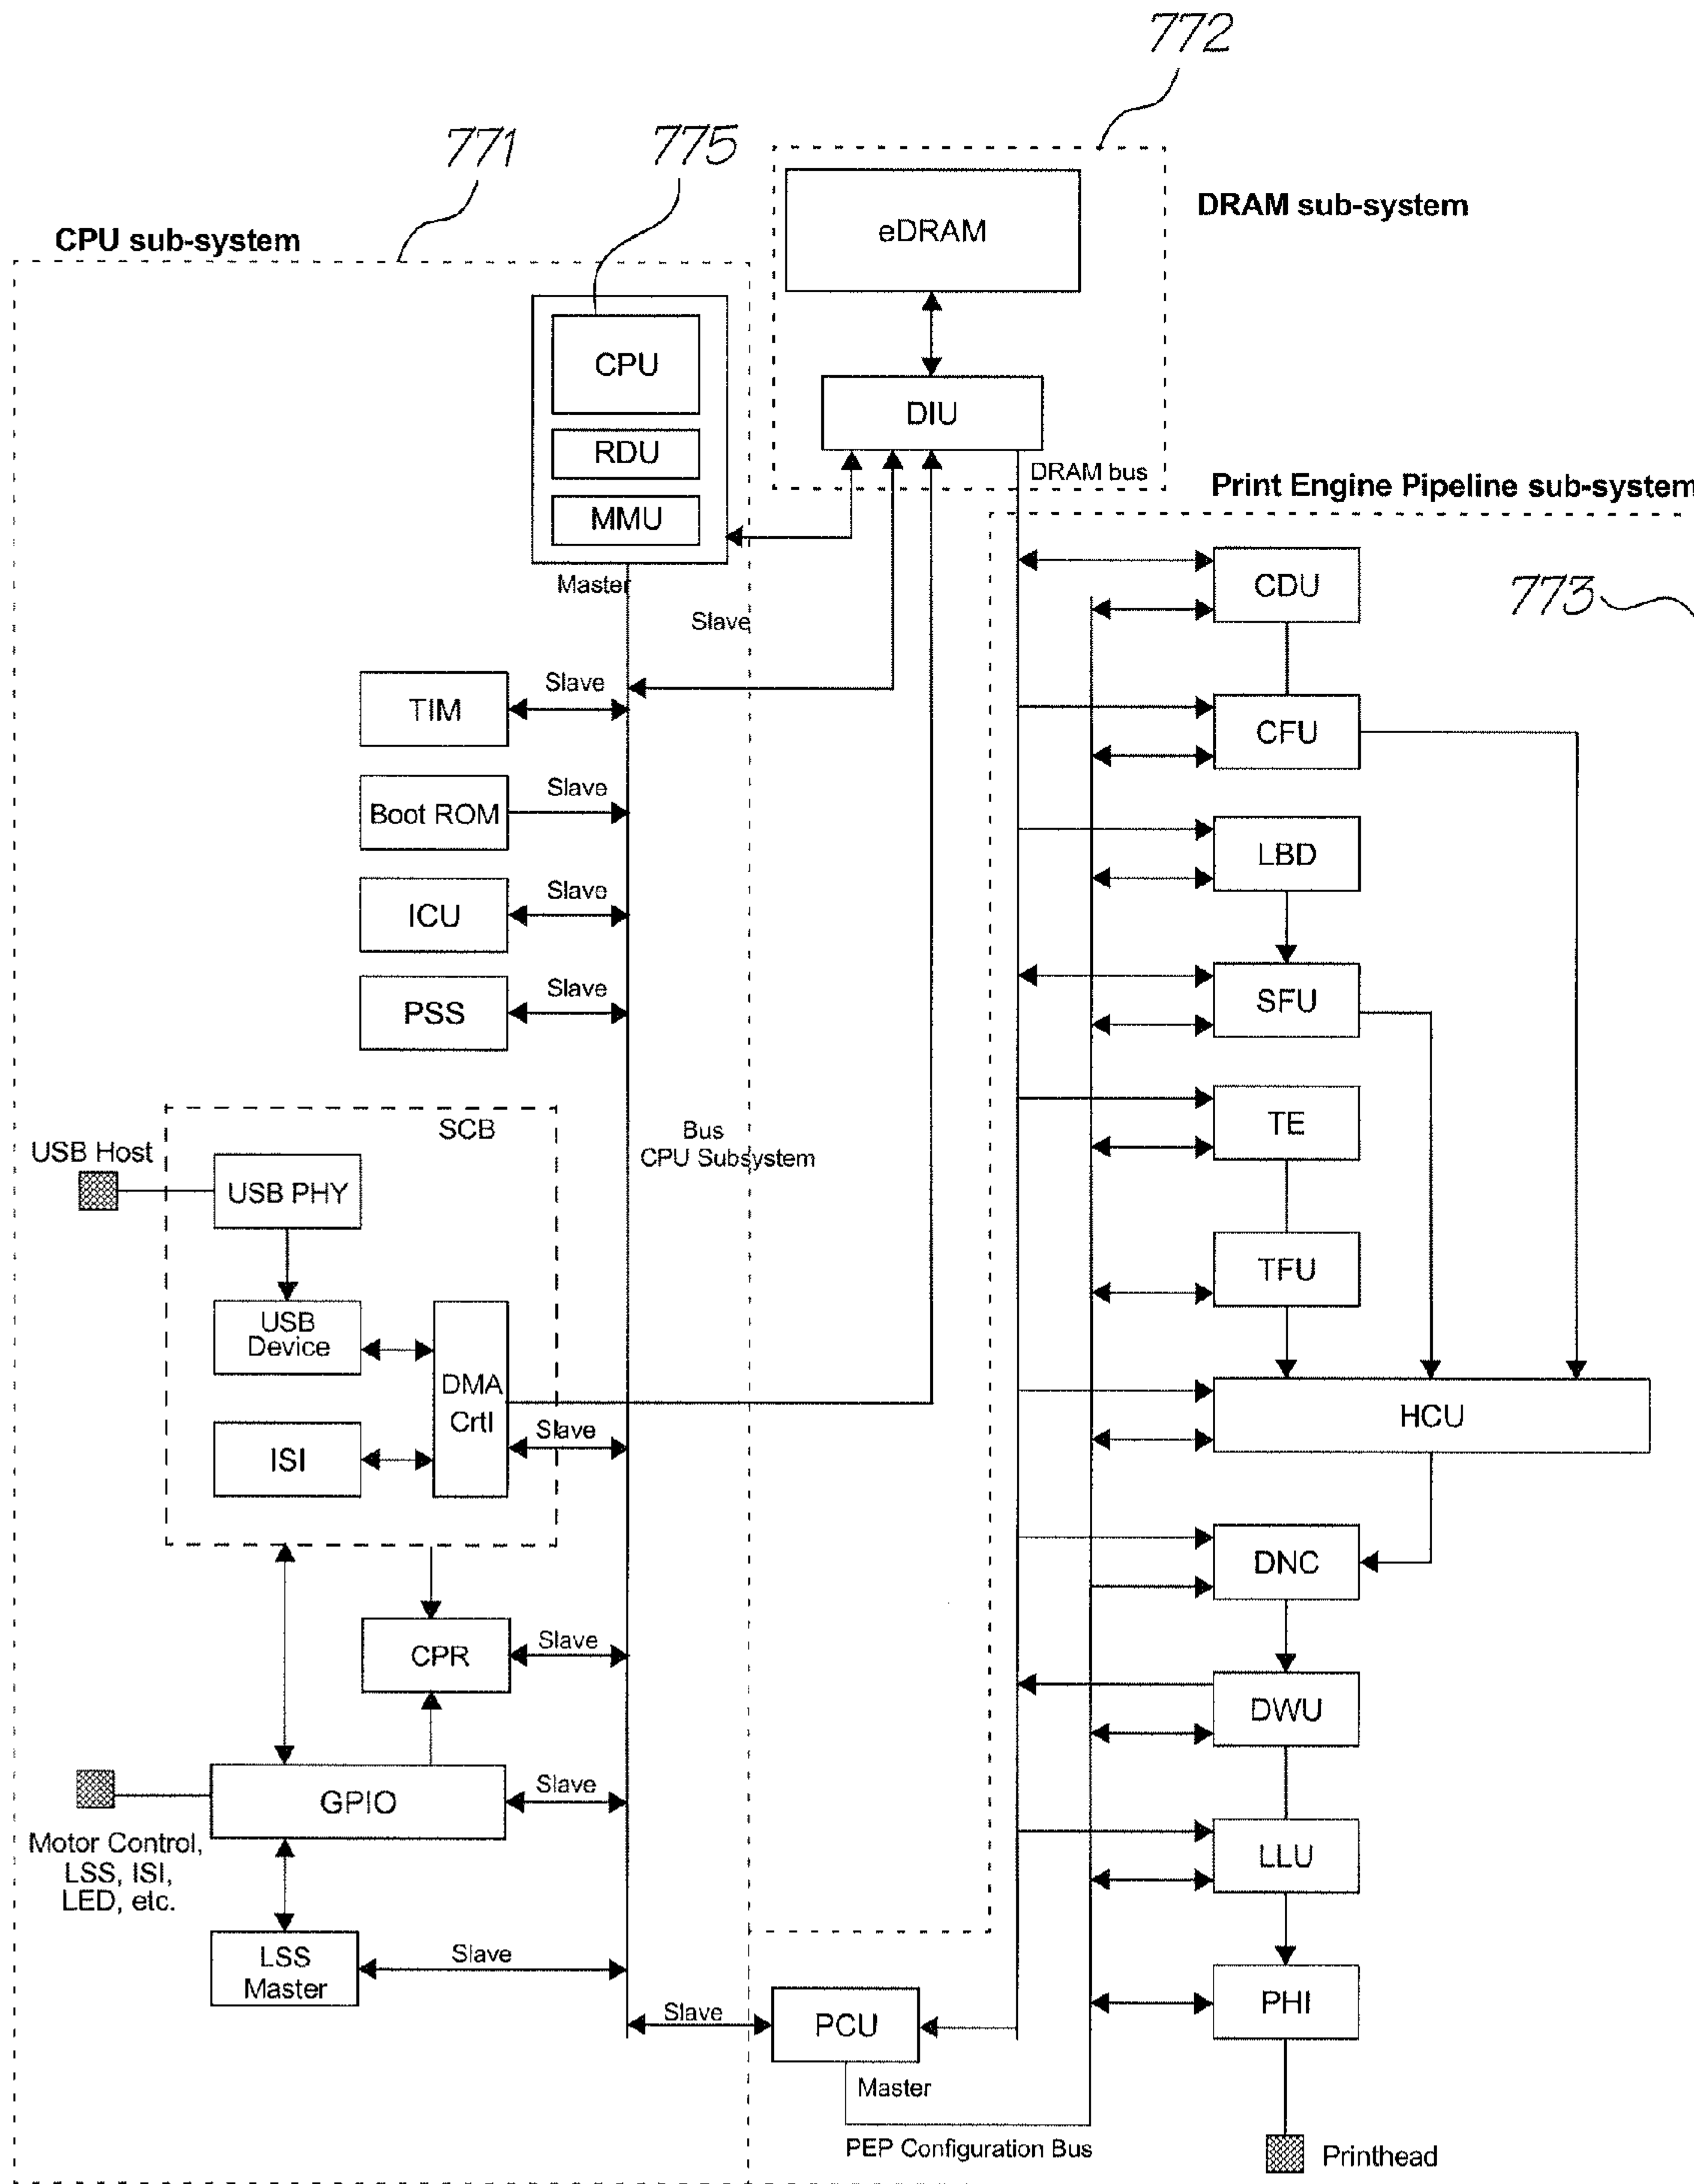 772
771
775
DRAM sub-system
CPU sub-system
eDRAM
CPU
DIU
RDU
DRAM bus
Print Engine Pipeline sub-system
MMU
Master
CDU
773
Slave
TIM
Slave
CFU
Boot ROM
Slave
LBD
ICU
Slave
PSS
Slave
SFU
SCB
TE
USB Host
Bus
CPU Subsystem
USB PHY
TFU
USB
Device
DMA
Crtl
HCU
Slave
ISI
DNC
CPR
Slave
DWU
GPIO
Slave
Motor Control,
LSS, ISI,
LED, etc.
LLU
LSS
Master
Slave
PHI
Slave
PCU
Master
PEP Configuration Bus
Printhead